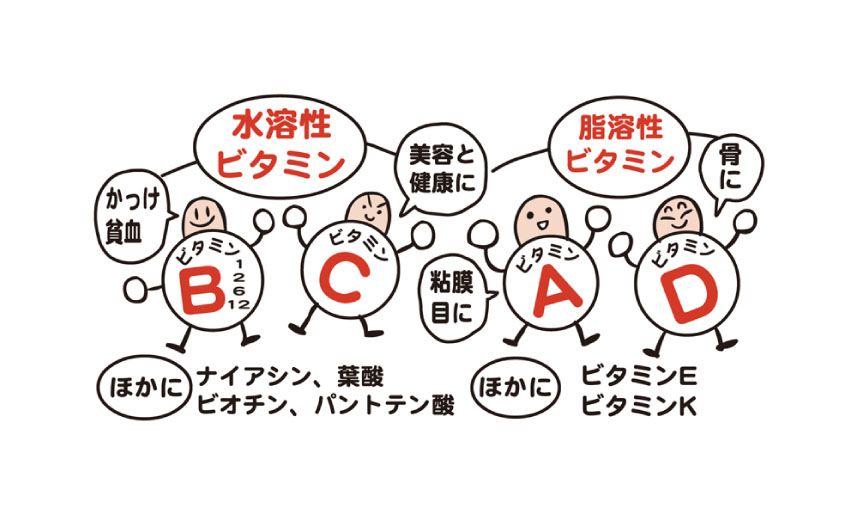 水溶性
ビタミン
かっけ
貧血
ビタミン
B
1
2
6
12
美容と
健康に
ビタミン
C
ほかに
ナイアシン、葉酸
ビオチン、パントテン酸
脂溶性
ビタミン
粘膜
目に
ビタミン
A
骨
に
ビタミン
D
ほかに
ビタミンE
ビタミンK